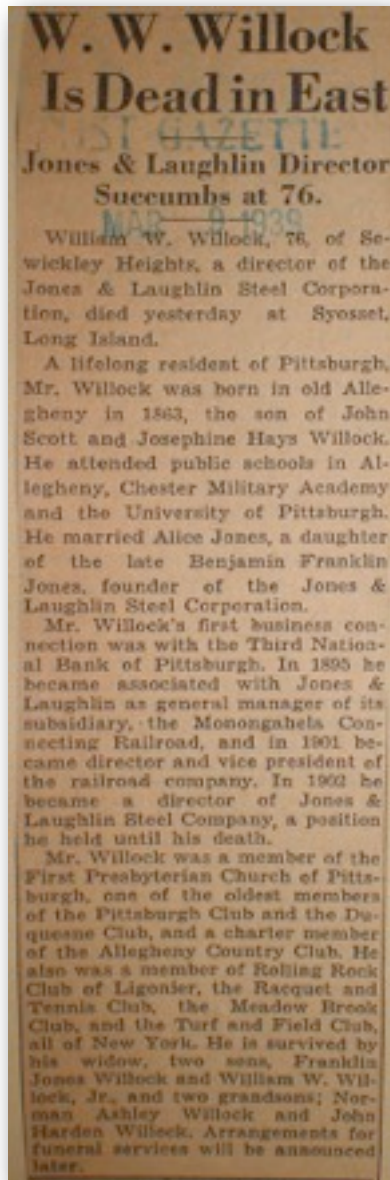 W. W. Willock
Is Dead in East
POST GAZETTE
Jones & Laughlin Director
Succumbs at 76.
MAR 9 1939
William W. Willock, 76, of Se-
wickley Heights, a director of the
Jones & Laughlin Steel Corpora-
tion, died yesterday at Syosset,
Long Island.
A lifelong resident of Pittsburgh,
Mr. Willock was born in old Alle-
gheny in 1863, the son of John
Scott and Josephine Hays Willock.
He attended public schools in Al-
legheny, Chester Military Academy
and the University of Pittsburgh.
He married Alice Jones, a daughter
of the late Benjamin Franklin
Jones, founder of the Jones &
Laughlin Steel Corporation.
Mr. Willock's first business con-
nection was with the Third Nation-
al Bank of Pittsburgh. In 1895 he
became associated with Jones &
Laughlin as general manager of its
subsidiary, the Monongahela Con-
necting Railroad, and in 1901 be-
came director and vice president of
the railroad company. In 1902 he
became a director of Jones &
Laughlin Steel Company, a position
he held until his death.
Mr. Willock was a member of the
First Presbyterian Church of Pitts-
burgh, one of the oldest members
of the Pittsburgh Club and the Du-
quesne Club, and a charter member
of the Allegheny Country Club. He
also was a member of Rolling Rock
Club of Ligonier, the Racquet and
Tennis Club, the Meadow Brook
Club, and the Turf and Field Club,
all of New York. He is survived by
his widow, two sons, Franklin
Jones Willock and William W. Wil-
lock, Jr., and two grandsons; Nor-
man Ashley Willock and John
Harden Willock. Arrangements for
funeral services will be announced
later.